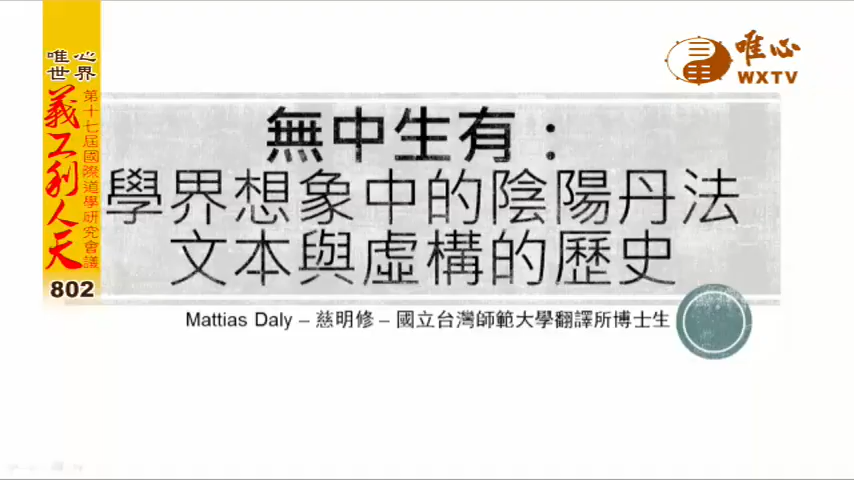 唯心
世界
第十七屆國際道學研究會議
義工利人天
802
唯心
WXTV
無中生有：
學界想象中的陰陽丹法
文本與虛構的歷史
Mattias Daly – 慈明修 – 國立台灣師範大學翻譯所博士生